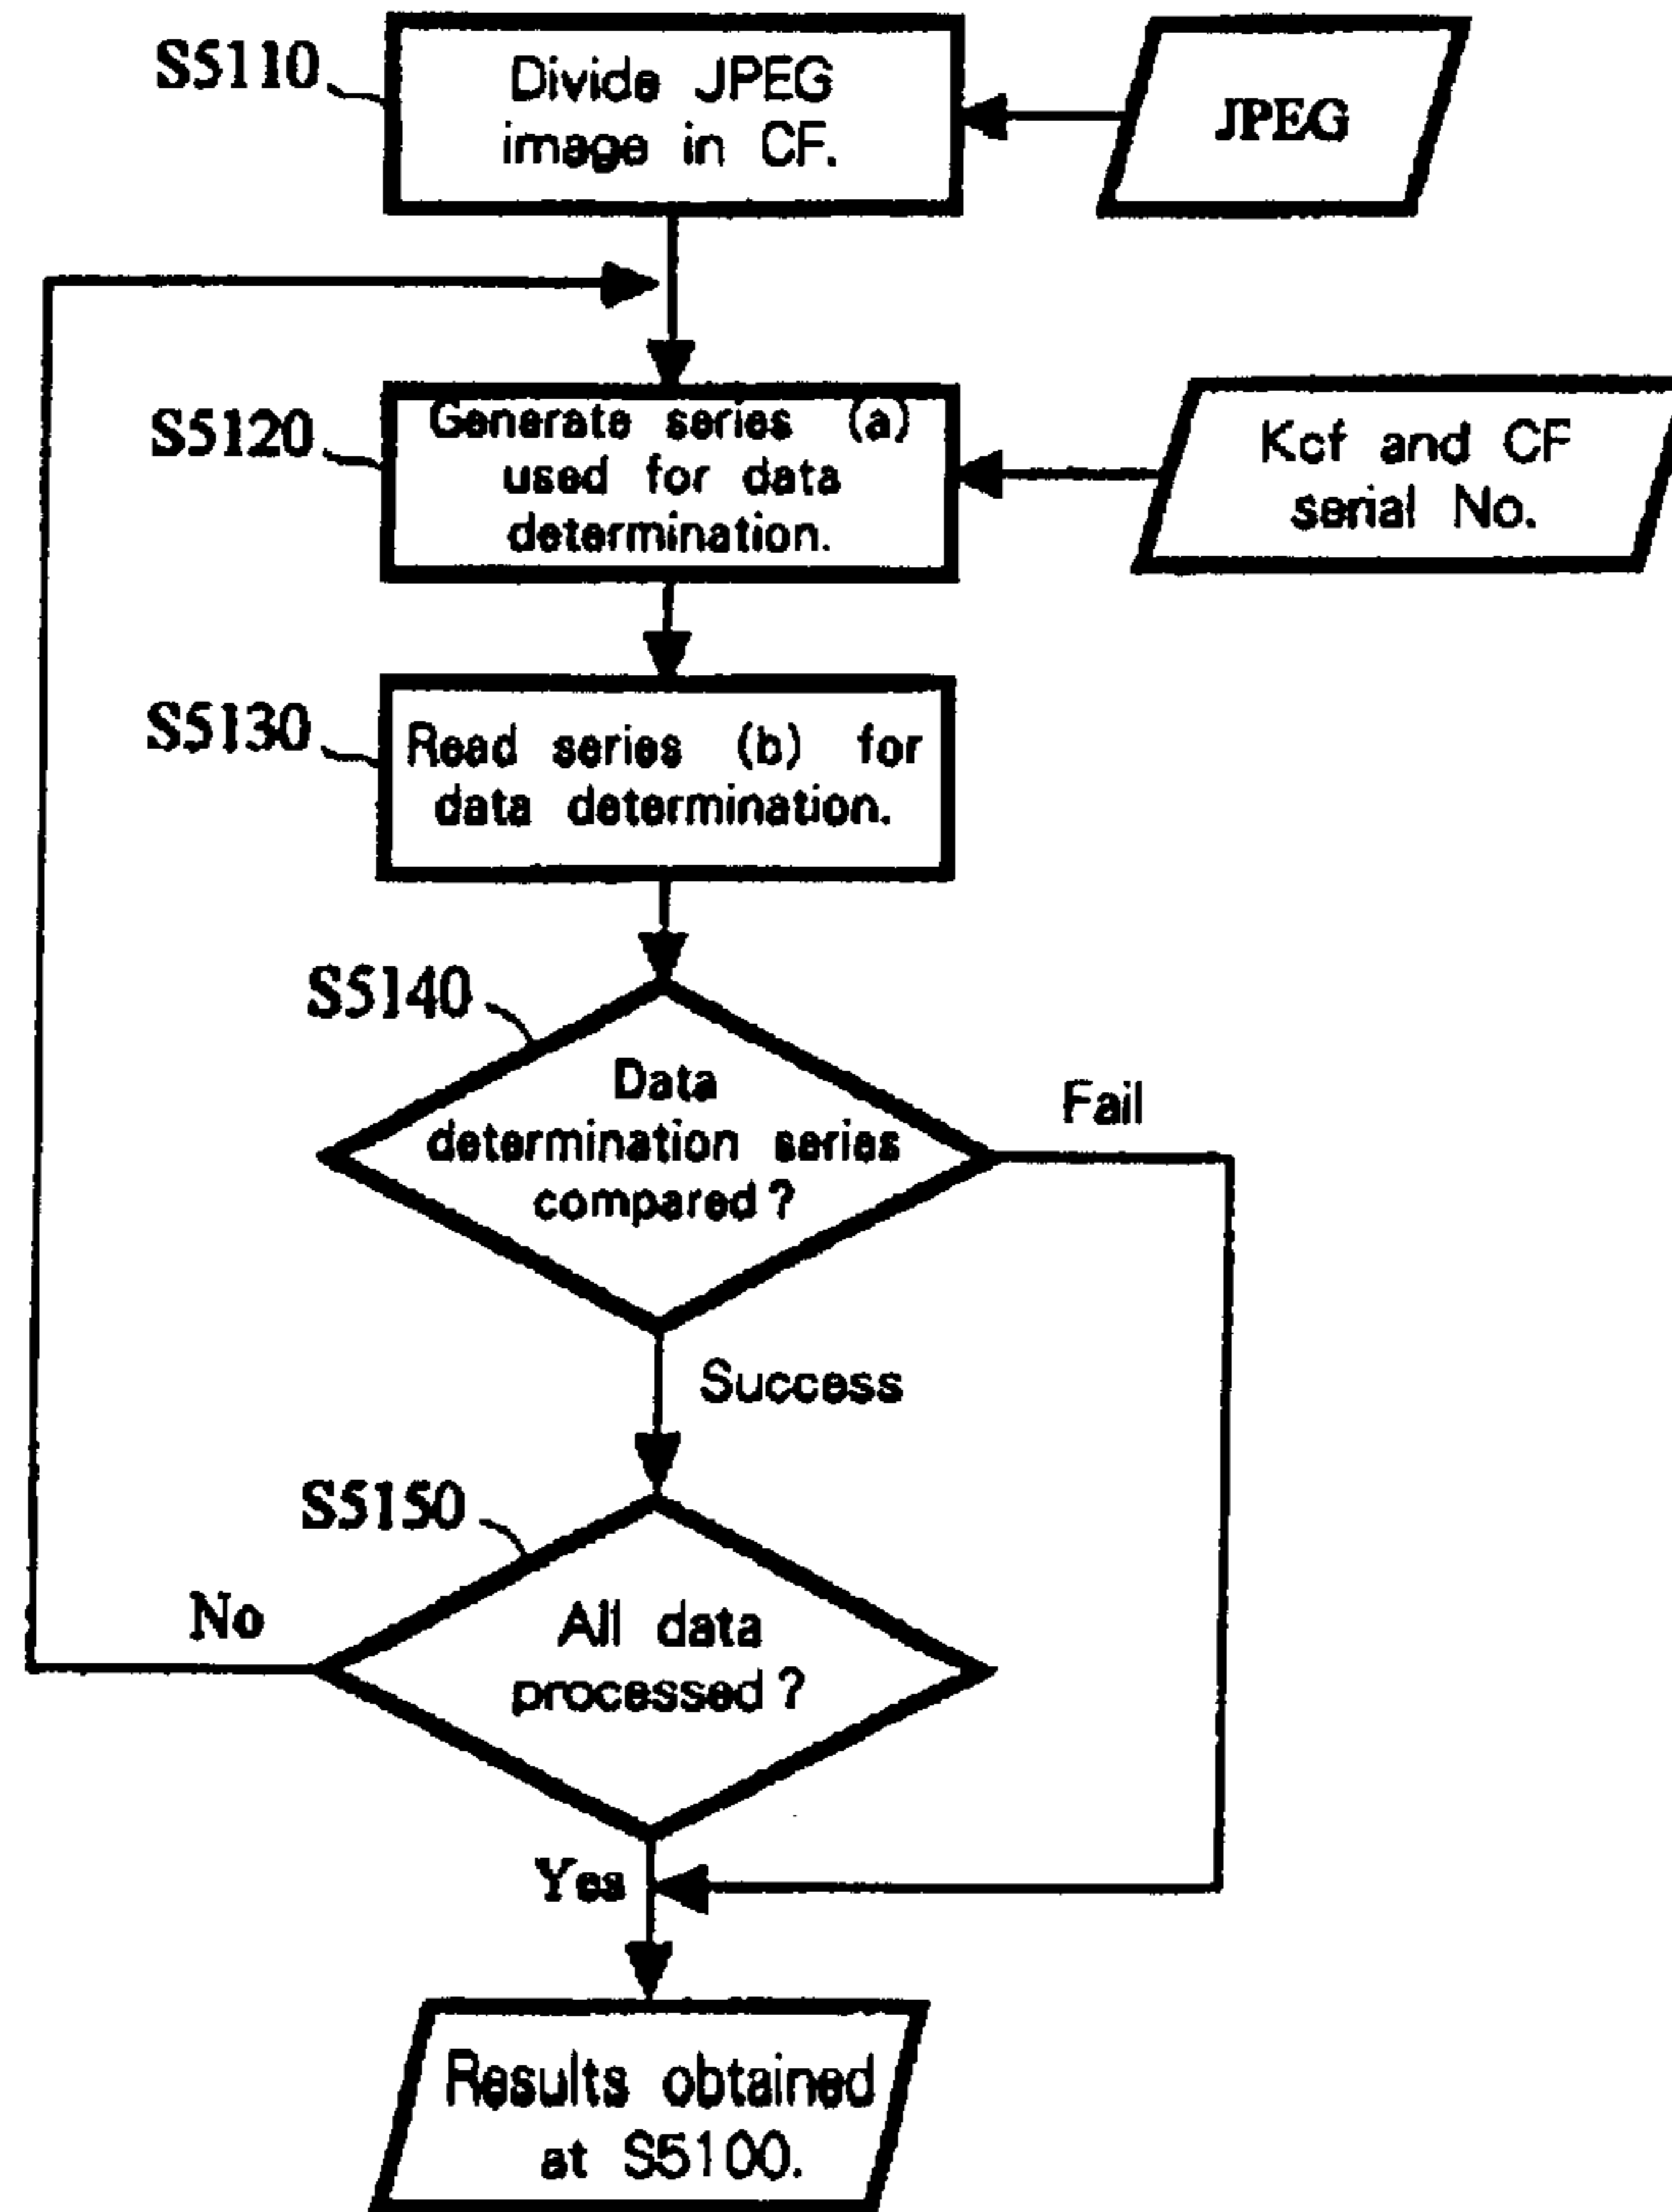 S5110
Divide JPEG
image in CF.
JPEG
S5120
Generate series (a)
used for data
determination.
Kcf and CF
serial No.
S5130
Read series (b) for
data determination.
S5140
Data
determination series
compared?
Fail
Success
S5150
All data
processed?
No
Yes
Results obtained
at S5100.